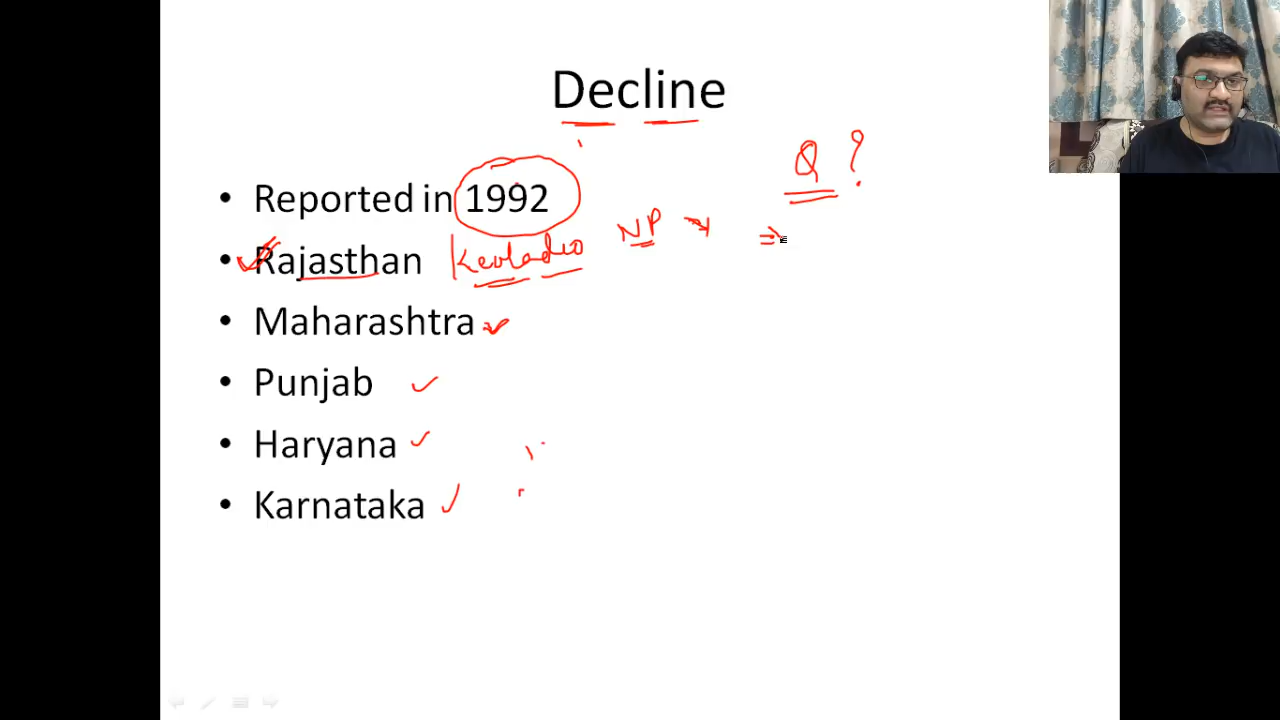 Decline
Q ?
• Reported in 1992
NP
• Rajasthan Keoladeo
• Maharashtra
• Punjab
• Haryana
• Karnataka